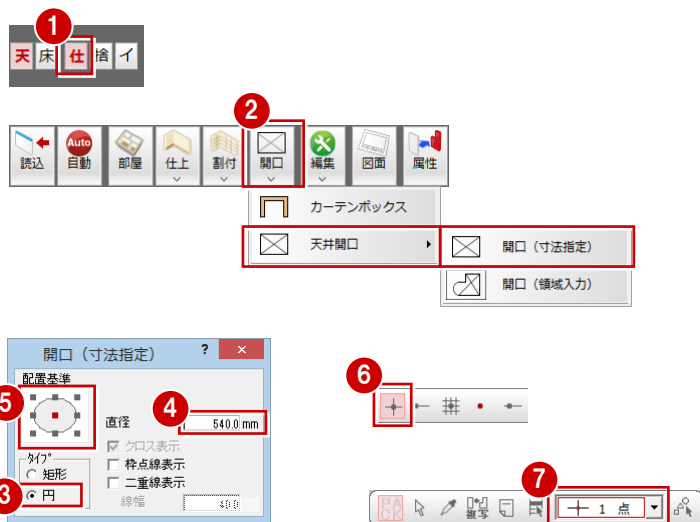 1
天 床 仕 捨 イ
2
Auto
読込 自動 部屋 仕上 割付 開口 編集 図面 属性
カーテンボックス
天井開口
開口（寸法指定）
開口（領域入力）
開口（寸法指定） ? ×
配置基準
5
4
直径 540.0 mm
クロス表示
タイプ
枠点線表示
矩形
二重線表示
3
円
線幅 40.0
6
7
PACK
複写
1 点